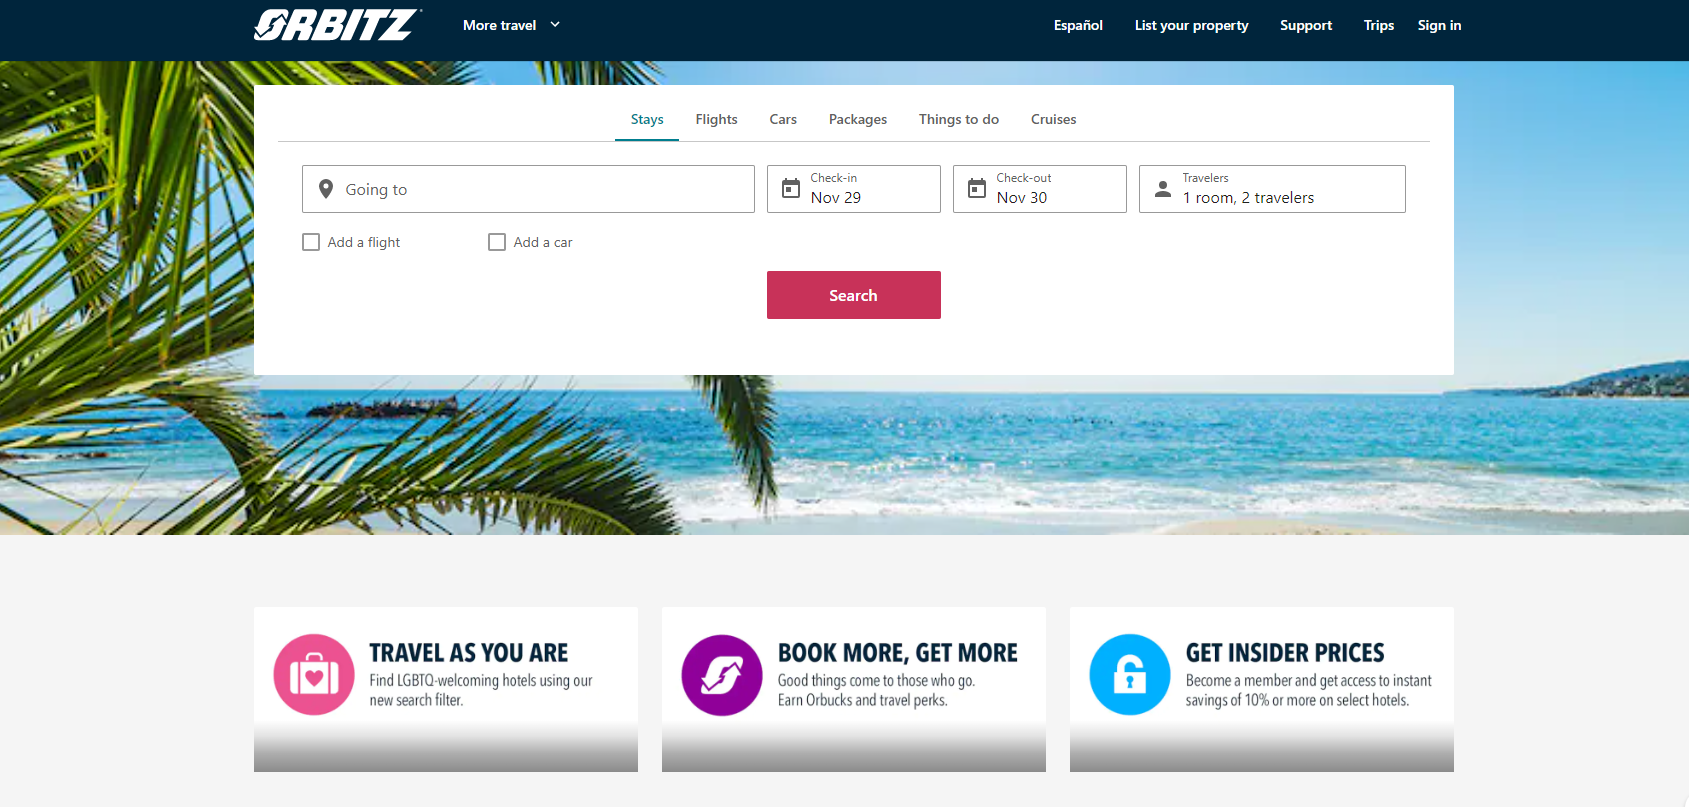 ORBITZ
More travel
Español
List your property
Support
Trips
Sign in
Stays
Flights
Cars
Packages
Things to do
Cruises
Going to
Check-in
Nov 29
Check-out
Nov 30
Travelers
1 room, 2 travelers
Add a flight
Add a car
Search
TRAVEL AS YOU ARE
Find LGBTQ-welcoming hotels using our
new search filter.
BOOK MORE, GET MORE
Good things come to those who go.
Earn Orbucks and travel perks.
GET INSIDER PRICES
Become a member and get access to instant
savings of 10% or more on select hotels.